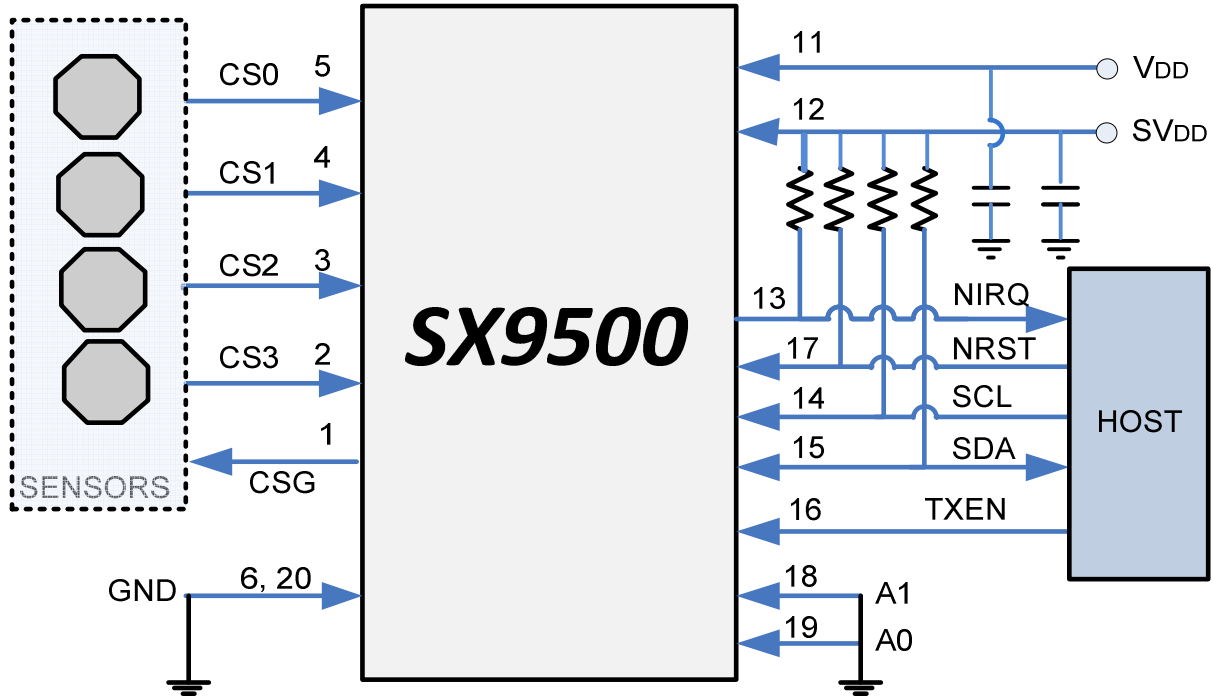 CS0 5
CS1 4
CS2 3
CS3 2
1
CSG
SENSORS
GND 6, 20
SX9500
11 VDD
12 SVDD
13 NIRQ
17 NRST
14 SCL
15 SDA
16 TXEN
HOST
18 A1
19 A0